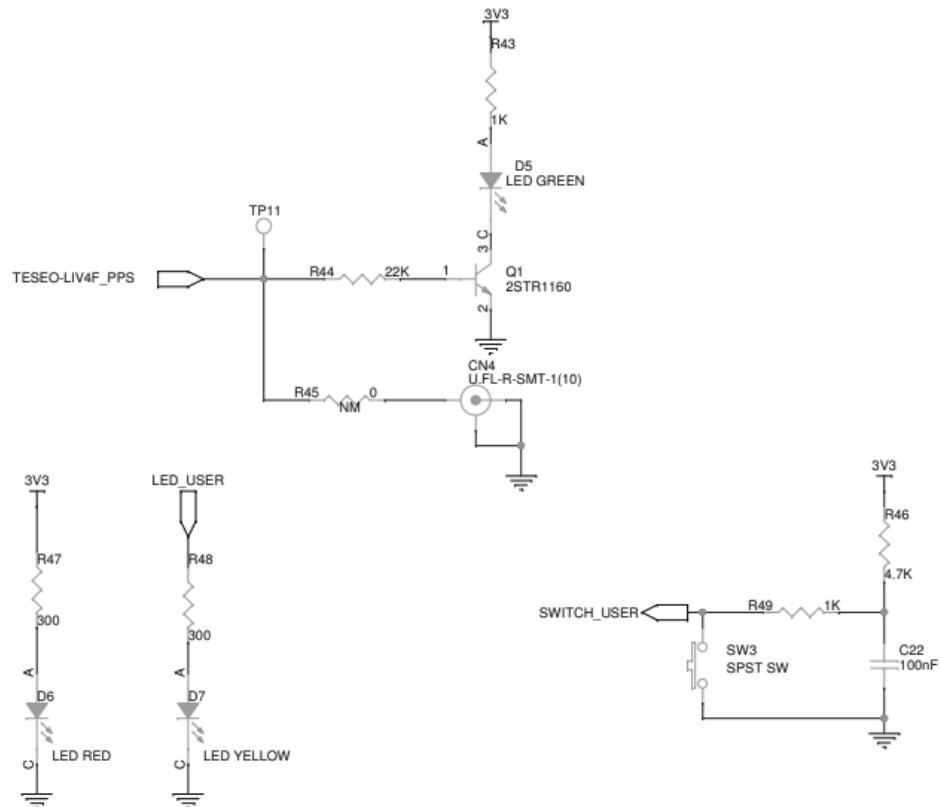 3V3
R43
1K
A
D5
LED GREEN
TP11
C
3
TESEO-LIV4F_PPS
R44 22K 1
Q1
2STR1160
2
CN4
U.FL-R-SMT-1(10)
R45 0
NM
3V3
LED_USER
3V3
R47
R48
R46
300
300
4.7K
SWITCH_USER
R49 1K
A
A
SW3
SPST SW
C22
100nF
D6
D7
LED RED
LED YELLOW
C
C